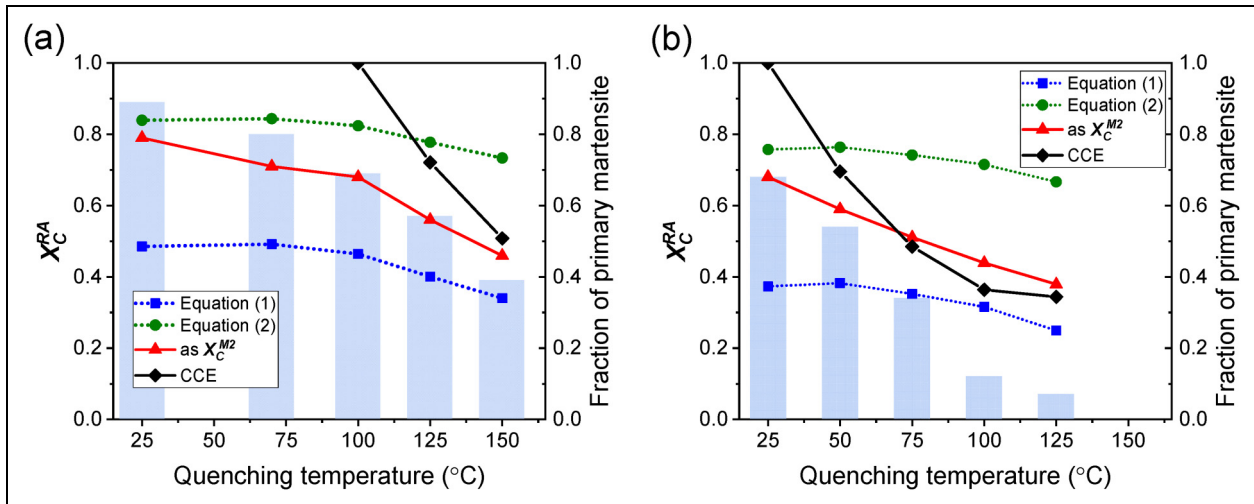 (a)
1.0
0.8
0.6
0.4
0.2
0.0
X_C^RA
Equation (1)
Equation (2)
as X_C^M2
CCE
25
50
75
100
125
150
Quenching temperature (°C)
1.0
0.8
0.6
0.4
0.2
0.0
Fraction of primary martensite
(b)
1.0
0.8
0.6
0.4
0.2
0.0
X_C^RA
Equation (1)
Equation (2)
as X_C^M2
CCE
25
50
75
100
125
150
Quenching temperature (°C)
1.0
0.8
0.6
0.4
0.2
0.0
Fraction of primary martensite